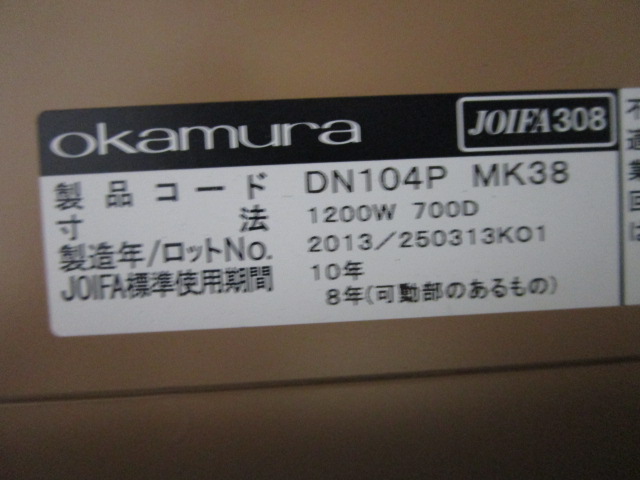 okamura JOIFA308
製品コード DN104P MK38
寸法 1200W 700D
製造年/ロットNo. 2013/250313K01
JOIFA標準使用期間 10年
8年(可動部のあるもの)